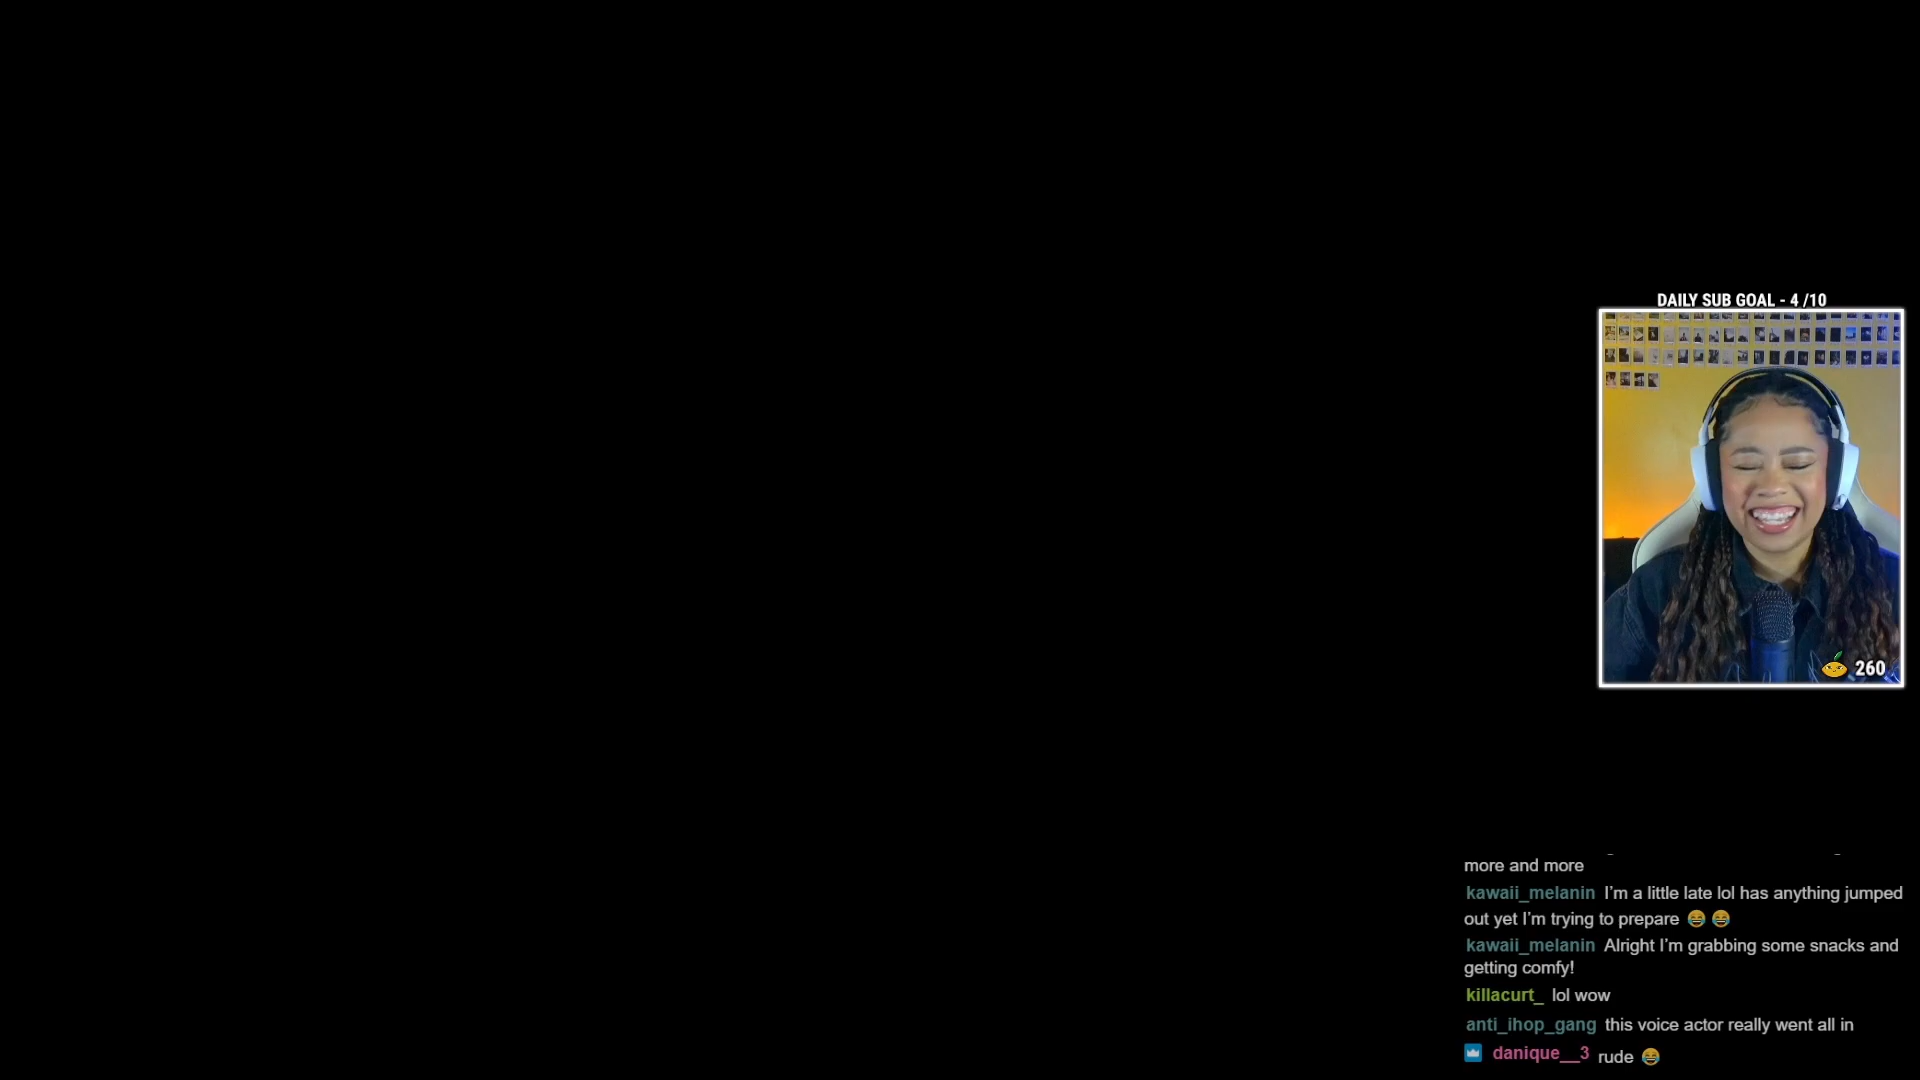 DAILY SUB GOAL - 4 /10
260
more and more
kawaii_melanin I'm a little late lol has anything jumped
out yet I'm trying to prepare 😂 😂
kawaii_melanin Alright I'm grabbing some snacks and
getting comfy!
killacurt_ lol wow
anti_ihop_gang this voice actor really went all in
danique__3 rude 😂